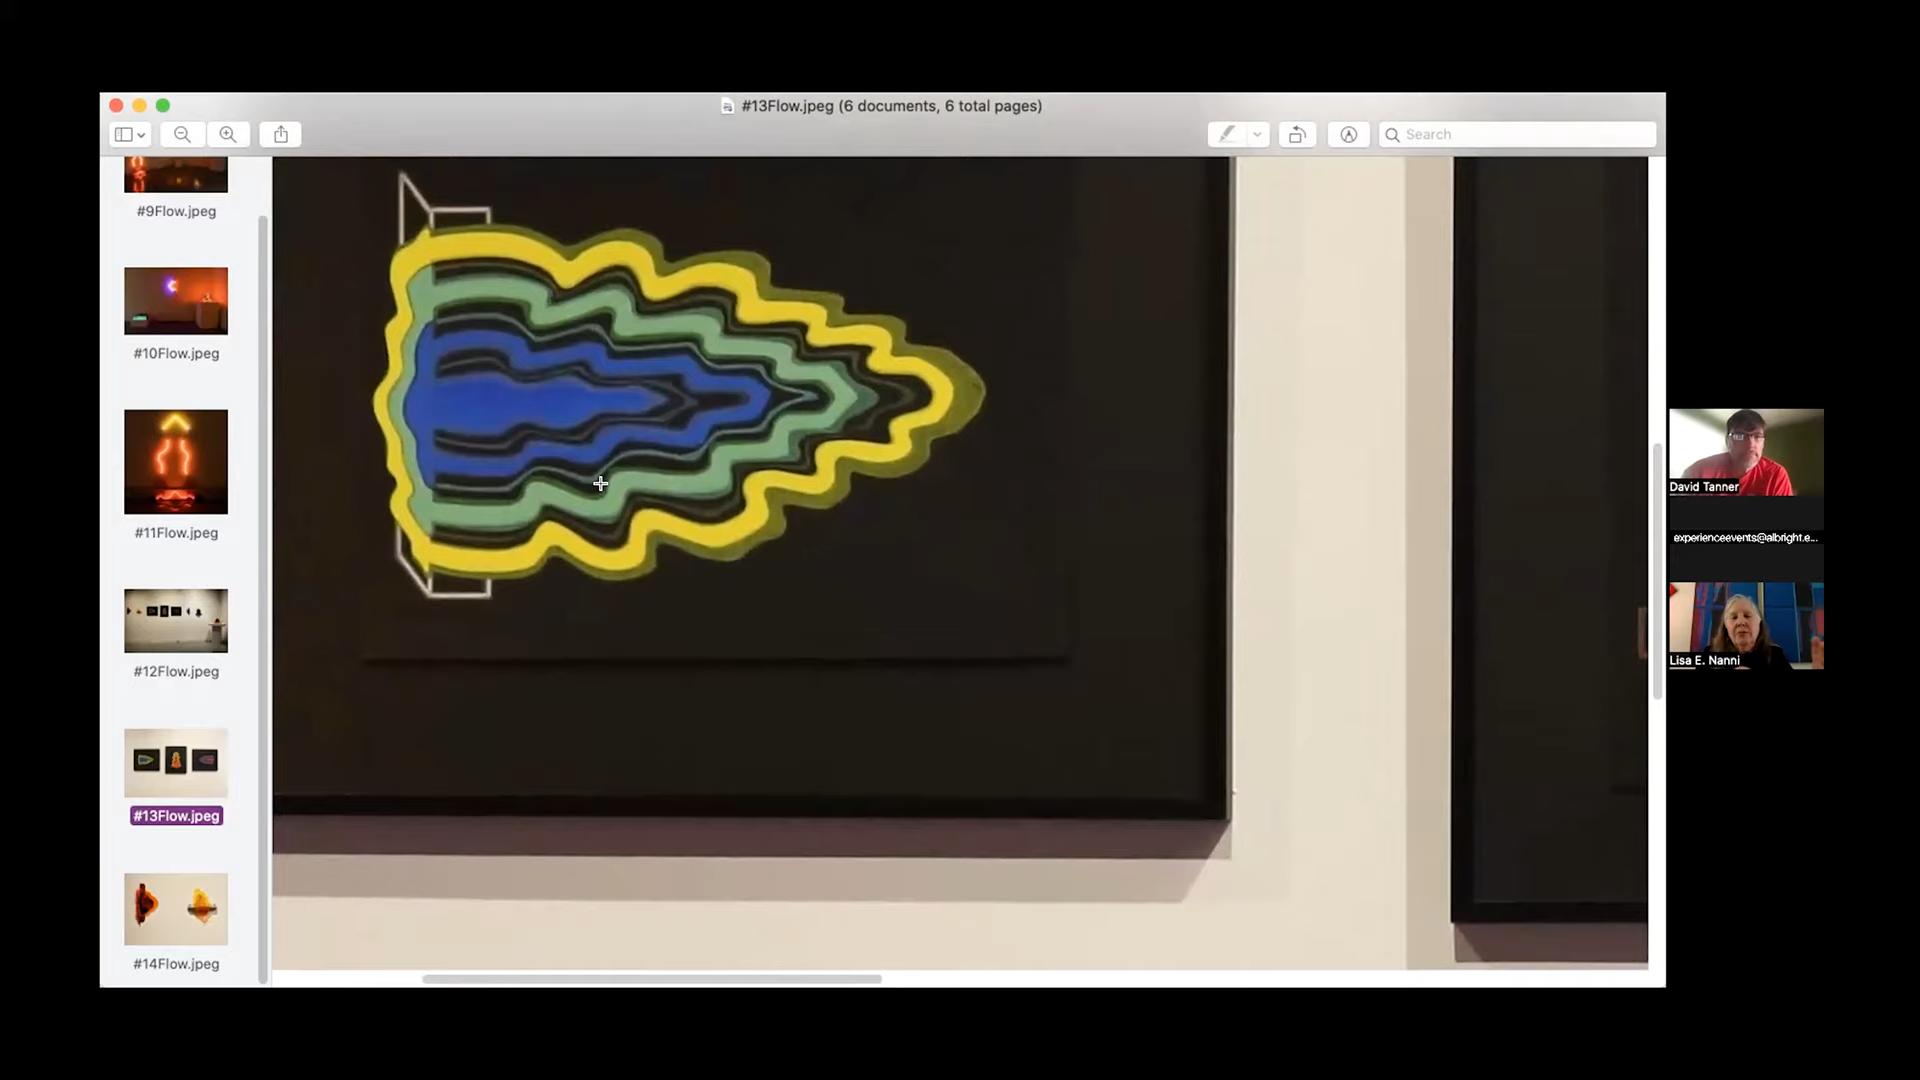 #13Flow.jpeg (6 documents, 6 total pages)
Search
#9Flow.jpeg
#10Flow.jpeg
#11Flow.jpeg
#12Flow.jpeg
#13Flow.jpeg
#14Flow.jpeg
David Tanner
experienceevents@albright.e...
Lisa E. Nanni